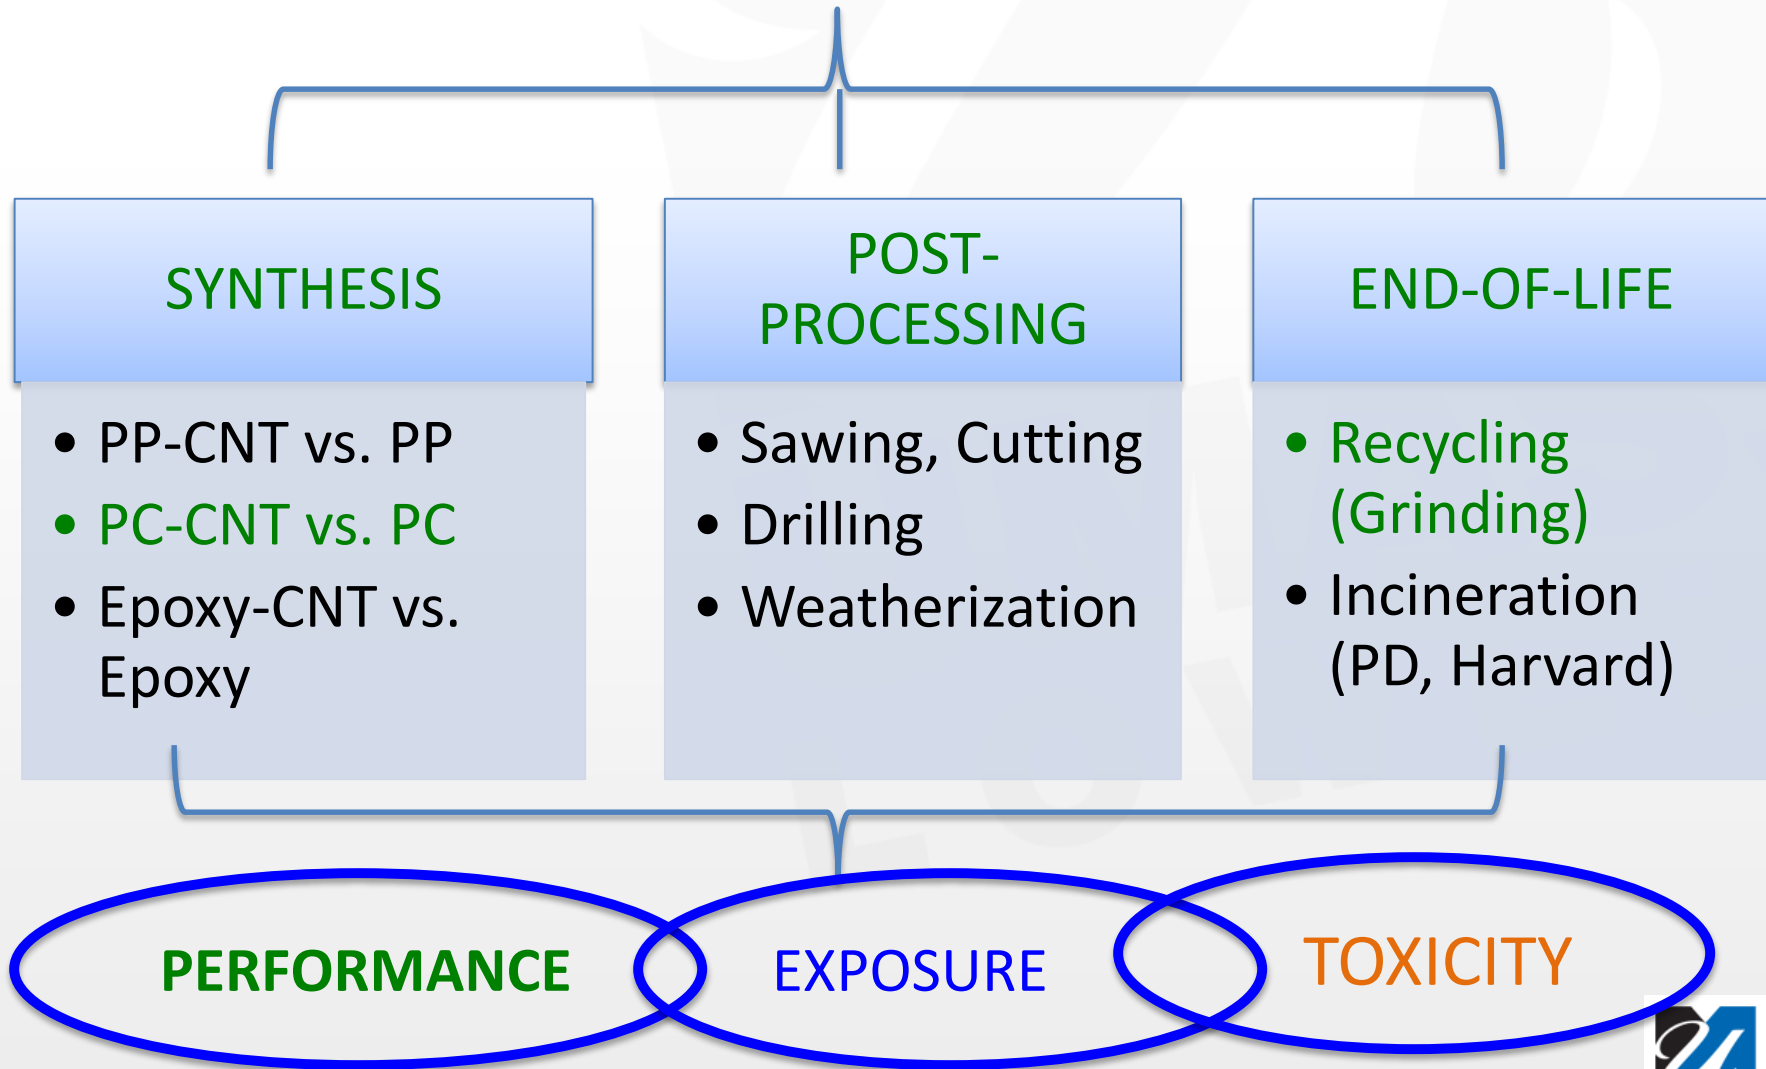 SYNTHESIS
• PP-CNT vs. PP
• PC-CNT vs. PC
• Epoxy-CNT vs.
Epoxy
POST-
PROCESSING
• Sawing, Cutting
• Drilling
• Weatherization
END-OF-LIFE
• Recycling
(Grinding)
• Incineration
(PD, Harvard)
PERFORMANCE
EXPOSURE
TOXICITY